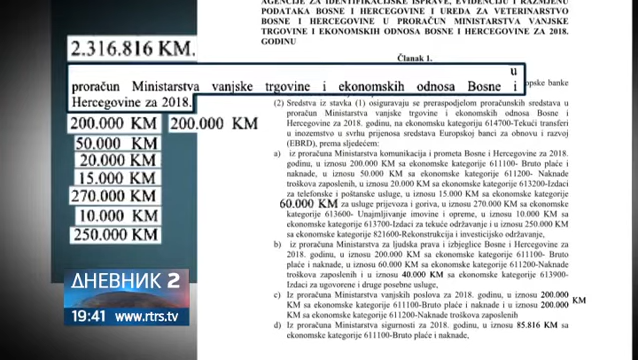 2.316.816 KM.
u
proračun Ministarstva vanjske trgovine i ekonomskih odnosa Bosne i
Hercegovine za 2018.
200.000 KM 200.000 KM
50.000 KM
20.000 KM
15.000 KM
270.000 KM
10.000 KM
250.000 KM
ДНЕВНИК 2
19:41 www.rtrs.tv
AGENCIJE ZA IDENTIFIKACIJSKE ISPRAVE, EVIDENCIJU I RAZMJENU
PODATAKA BOSNE I HERCEGOVINE I UREDA ZA VETERINARSTVO
BOSNE I HERCEGOVINE U PRORAČUN MINISTARSTVA VANJSKE
TRGOVINE I EKONOMSKIH ODNOSA BOSNE I HERCEGOVINE ZA 2018.
GODINU
Članak 1.
opske banke
(2) Sredstva iz stavka (1) osiguravaju se preraspodjelom proračunskih sredstava u
proračun Ministarstva vanjske trgovine i ekonomskih odnosa Bosne i
Hercegovine za 2018. godinu, na ekonomsku kategoriju 614700-Tekući transferi
u inozemstvo u svrhu prijenosa sredstava Europskoj banci za obnovu i razvoj
(EBRD), prema sljedećem:
a) iz proračuna Ministarstva komunikacija i prometa Bosne i Hercegovine za 2018.
godinu, u iznosu 200.000 KM sa ekonomske kategorije 611100- Bruto plaće i
naknade, u iznosu 50.000 KM sa ekonomske kategorije 611200- Naknade
troškova zaposlenih, u iznosu 20.000 KM sa ekonomske kategorije 613200-Izdaci
za telefonske i poštanske usluge, u iznosu 15.000 KM sa ekonomske kategorije
60.000 KM za usluge prijevoza i goriva, u iznosu 270.000 KM sa ekonomske
kategorije 613600- Unajmljivanje imovine i opreme, u iznosu 10.000 KM sa
ekonomske kategorije 613700-Izdaci za tekuće održavanje i u iznosu 250.000
KM sa ekonomske kategorije 821600-Rekonstrukcija i investicijsko održavanje,
b) iz proračuna Ministarstva za ljudska prava i izbjeglice Bosne i Hercegovine za
2018. godinu, u iznosu 200.000 KM sa ekonomske kategorije 611100- Bruto
plaće i naknade, u iznosu 60.000 KM sa ekonomske kategorije 611200-Naknade
troškova zaposlenih i u iznosu 40.000 KM sa ekonomske kategorije 613900-
Izdaci za ugovorene i druge posebne usluge,
c) Iz proračuna Ministarstva vanjskih poslova za 2018. godinu, u iznosu 200.000 KM
KM sa ekonomske kategorije 611100-Bruto plaće i naknade i u iznosu 200.000
KM sa ekonomske kategorije 611200-Naknade troškova zaposlenih
d) Iz proračuna Ministarstva sigurnosti za 2018. godinu, u iznosu 85.816 KM sa
ekonomske kategorije 611100-Bruto plaće i naknade,